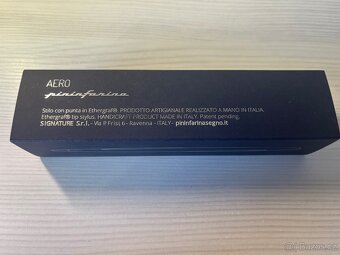 AERO
pininfarina
Stilo con punta in Ethergraf®. PRODOTTO ARTIGIANALE REALIZZATO A MANO IN ITALIA.
Ethergraf® tip stylus. HANDICRAFT PRODUCT MADE IN ITALY. Patent pending.
SIGNATURE S.r.l. - Via P. Frisi, 6 - Ravenna - ITALY - pininfarinasegno.it